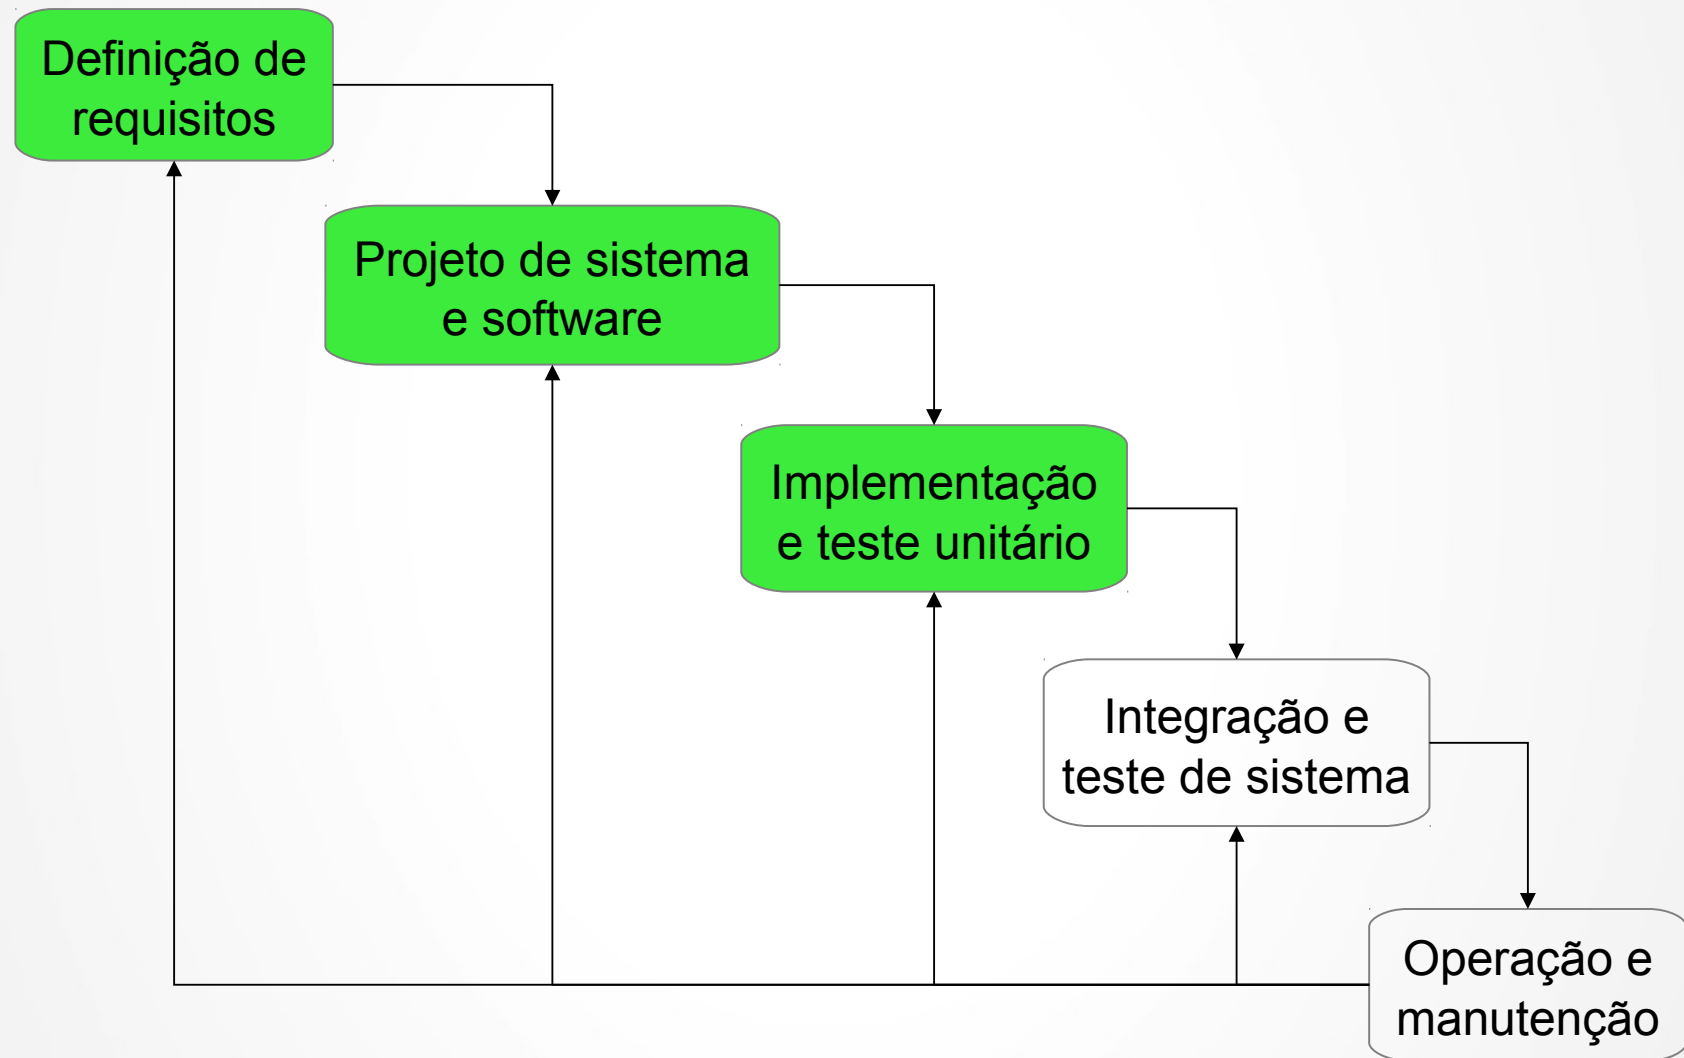 Definição de
requisitos
Projeto de sistema
e software
Implementação
e teste unitário
Integração e
teste de sistema
Operação e
manutenção